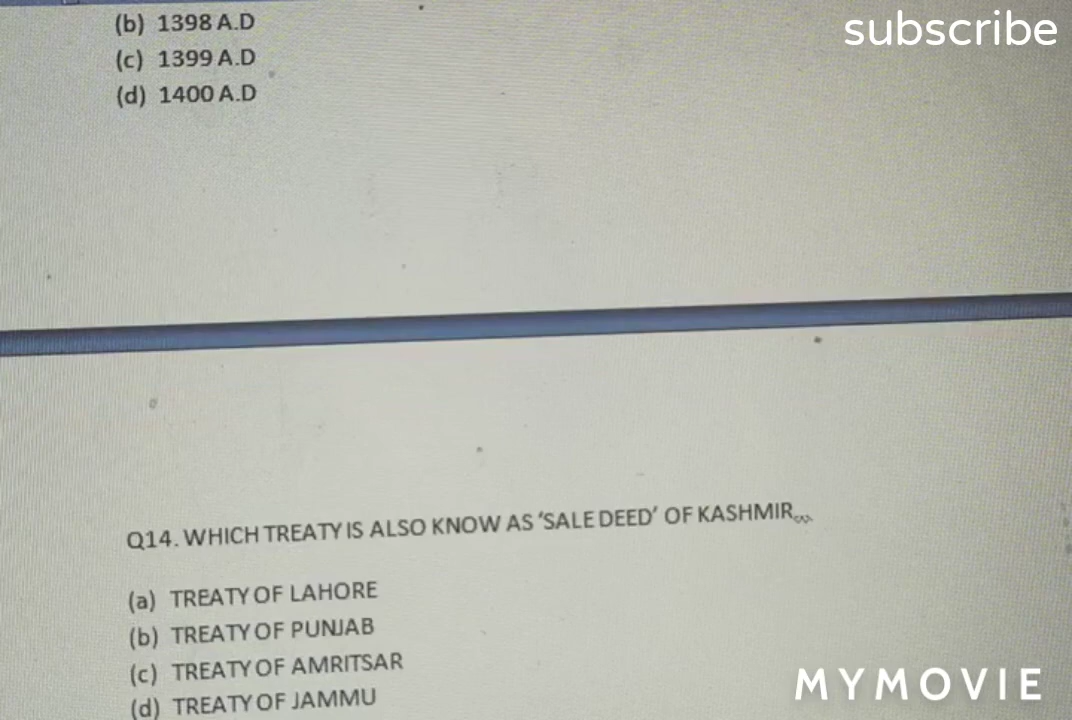 (b) 1398 A.D
subscribe
(c) 1399 A.D
(d) 1400 A.D
Q14. WHICH TREATY IS ALSO KNOW AS ‘SALE DEED’ OF KASHMIR
(a) TREATY OF LAHORE
(b) TREATY OF PUNJAB
(c) TREATY OF AMRITSAR
(d) TREATY OF JAMMU
MYMOVIE